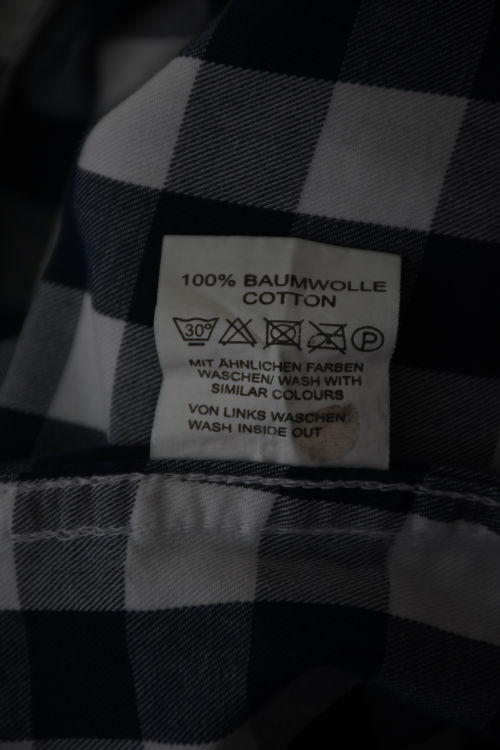 100% BAUMWOLLE
COTTON
30°
P
MIT ÄHNLICHEN FARBEN
WASCHEN/ WASH WITH
SIMILAR COLOURS
VON LINKS WASCHEN
WASH INSIDE OUT